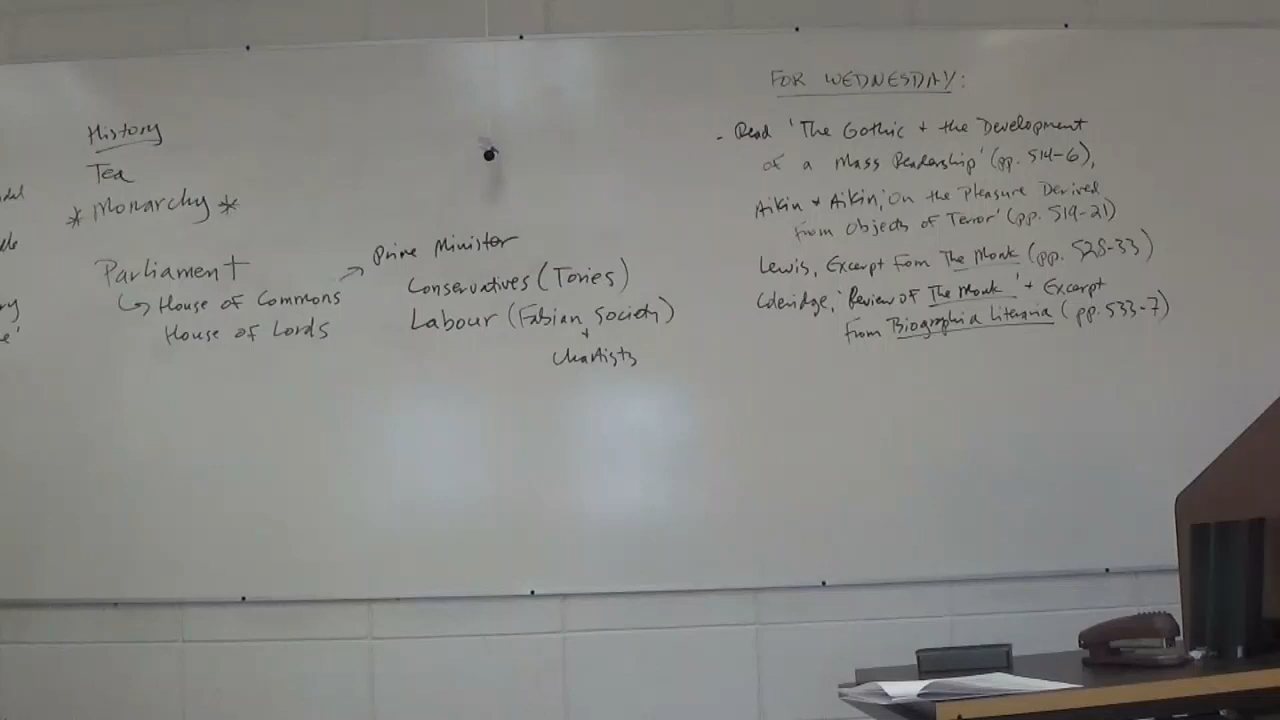 History
Tea
* Monarchy *
Parliament
↳ House of Commons
House of Lords
→ Prime Minister
Conservatives (Tories)
Labour (Fabian Society)
+
Chartists
FOR WEDNESDAY:
- Read 'The Gothic + the Development
of a Mass Readership' (pp. 514-6),
Aikin + Aikin, 'On the Pleasure Derived
from Objects of Terror' (pp. 519-21)
Lewis, Excerpt from The Monk (pp. 528-33)
Coleridge, 'Review of The Monk' + Excerpt
from Biographia Literaria (pp. 533-7)